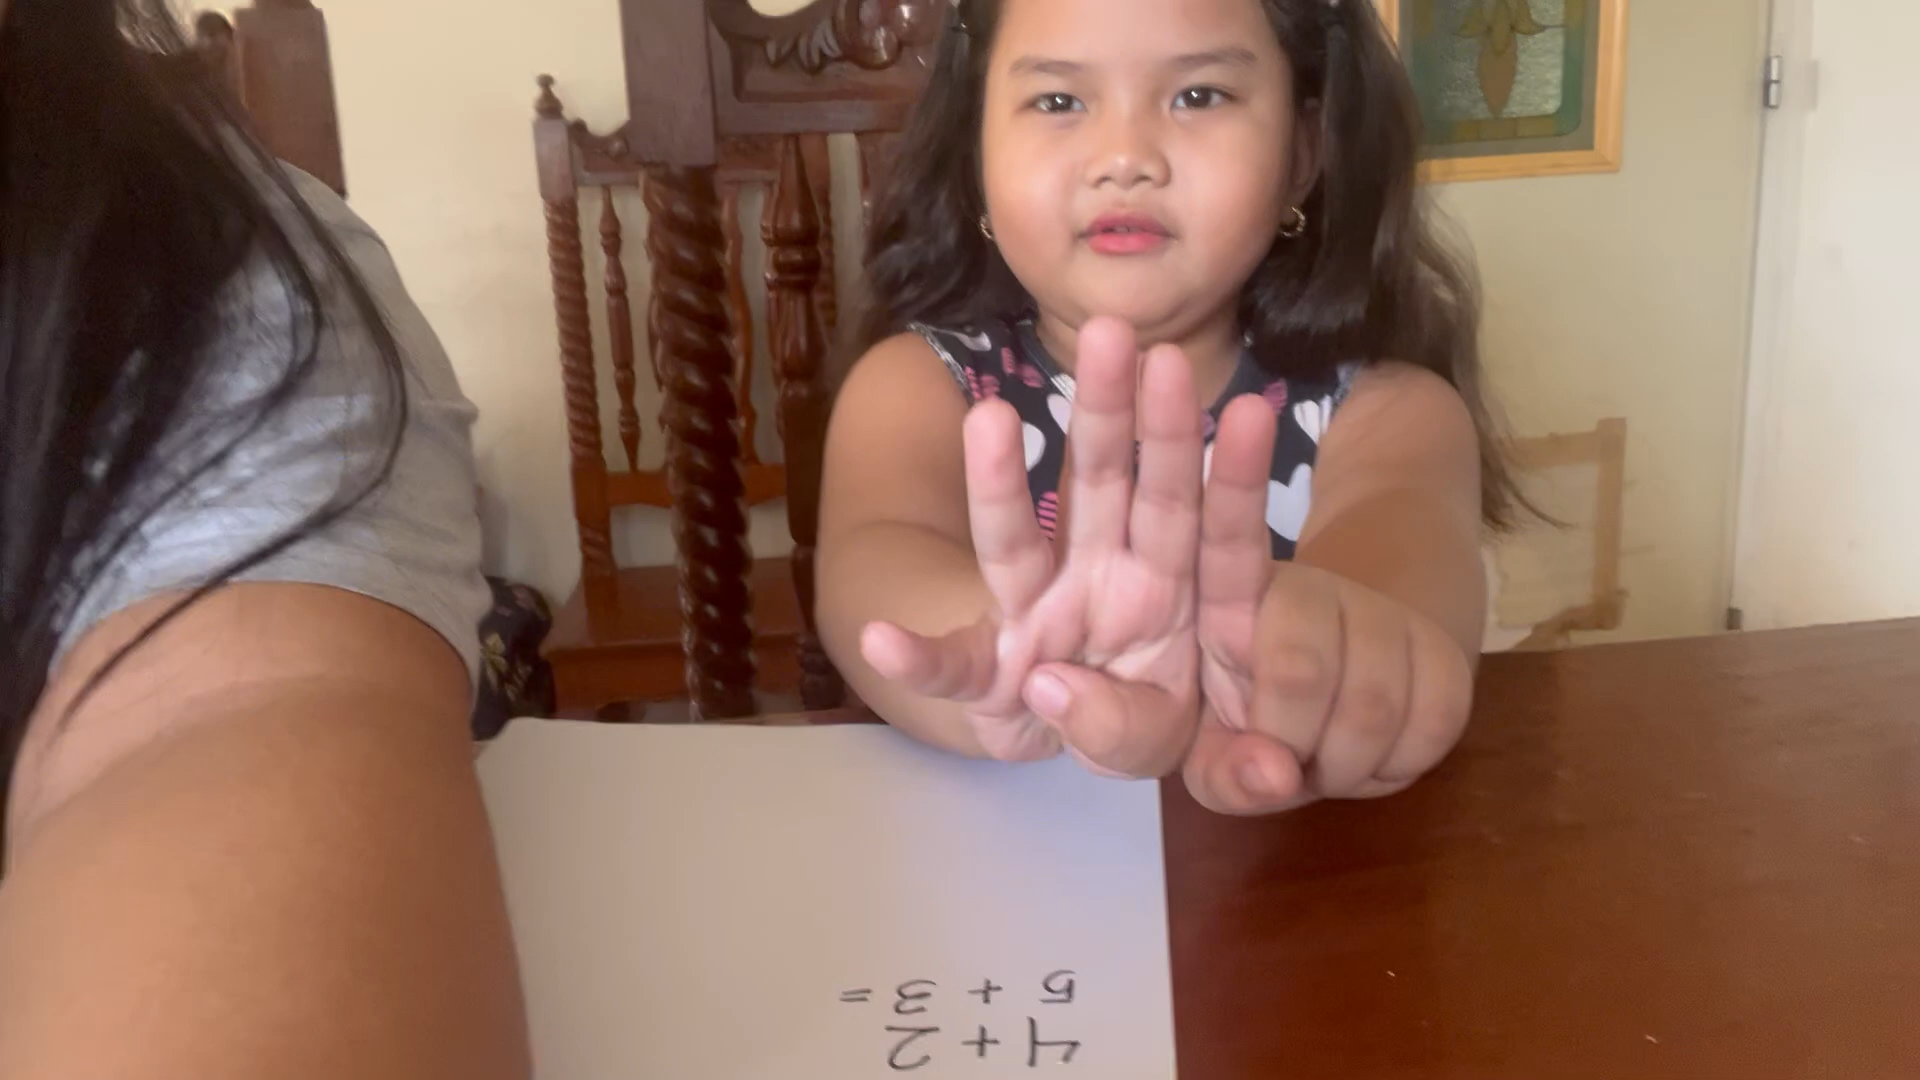 4 + 2
5 + 3 =